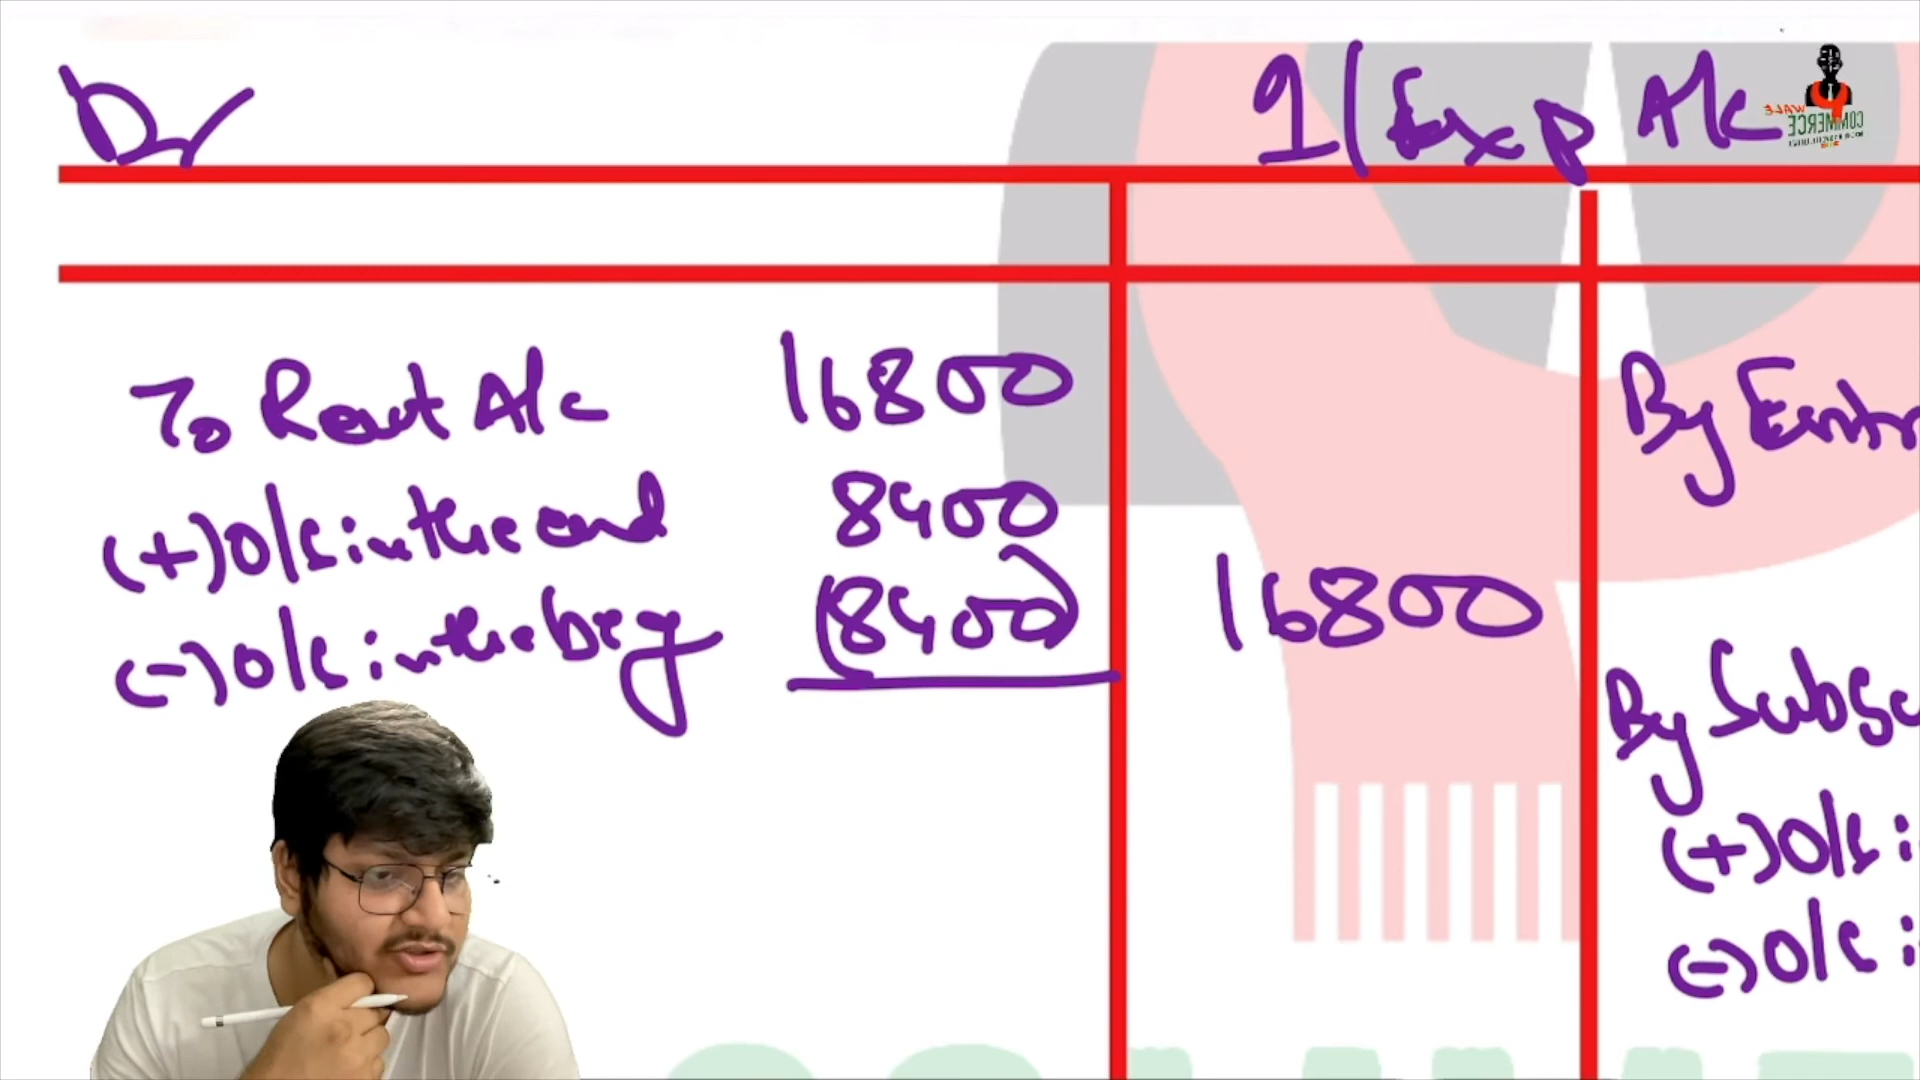 Dr
I/Exp A/c
WALE
COMMERCE
To Rent A/c 16800
(+) O/S in the end 8400
(-) O/S in the beg (8400) 16800
By Entr
By Subsc
(+) O/S i
(-) O/S i